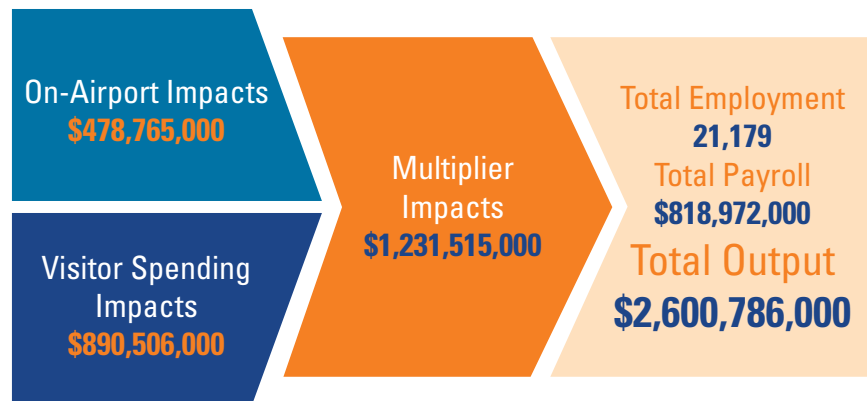 On-Airport Impacts
$478,765,000
Visitor Spending
Impacts
$890,506,000
Multiplier
Impacts
$1,231,515,000
Total Employment
21,179
Total Payroll
$818,972,000
Total Output
$2,600,786,000